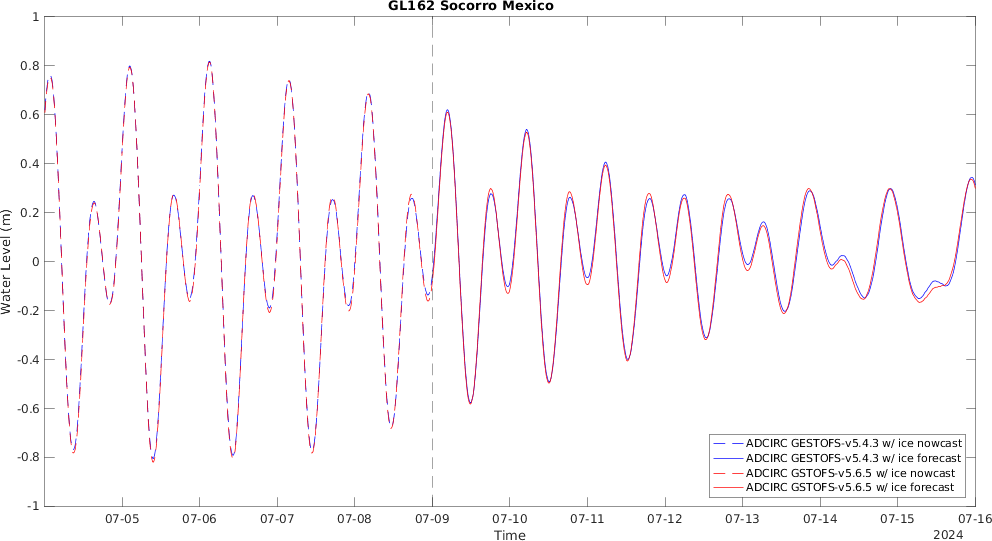 GL162 Socorro Mexico
1
0.8
0.6
0.4
0.2
0
-0.2
-0.4
-0.6
-0.8
-1
Water Level (m)
ADCIRC GESTOFS-v5.4.3 w/ ice nowcast
ADCIRC GESTOFS-v5.4.3 w/ ice forecast
ADCIRC GSTOFS-v5.6.5 w/ ice nowcast
ADCIRC GSTOFS-v5.6.5 w/ ice forecast
07-05 07-06 07-07 07-08 07-09 07-10 07-11 07-12 07-13 07-14 07-15 07-16
Time
2024